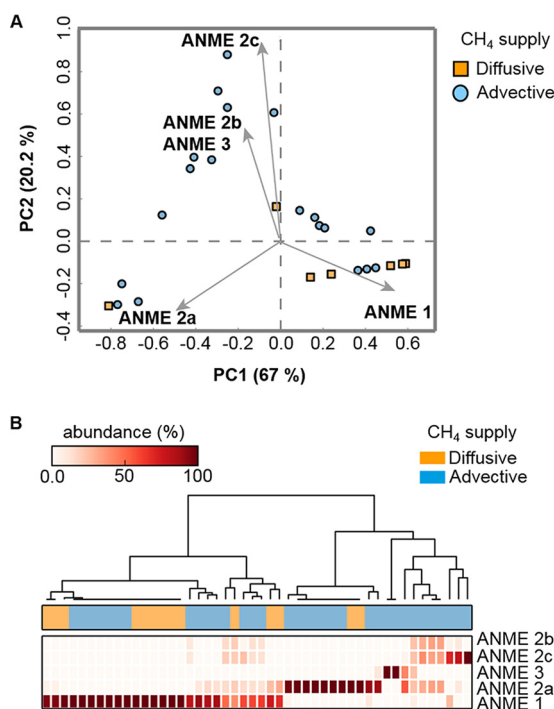 A
CH4 supply
Diffusive
Advective
ANME 2c
ANME 2b
ANME 3
ANME 2a
ANME 1
PC2 (20.2 %)
1.0
0.8
0.6
0.4
0.2
0.0
-0.2
-0.4
-0.8 -0.6 -0.4 -0.2 0.0 0.2 0.4 0.6
PC1 (67 %)
B
abundance (%)
0.0 50 100
CH4 supply
Diffusive
Advective
ANME 2b
ANME 2c
ANME 3
ANME 2a
ANME 1